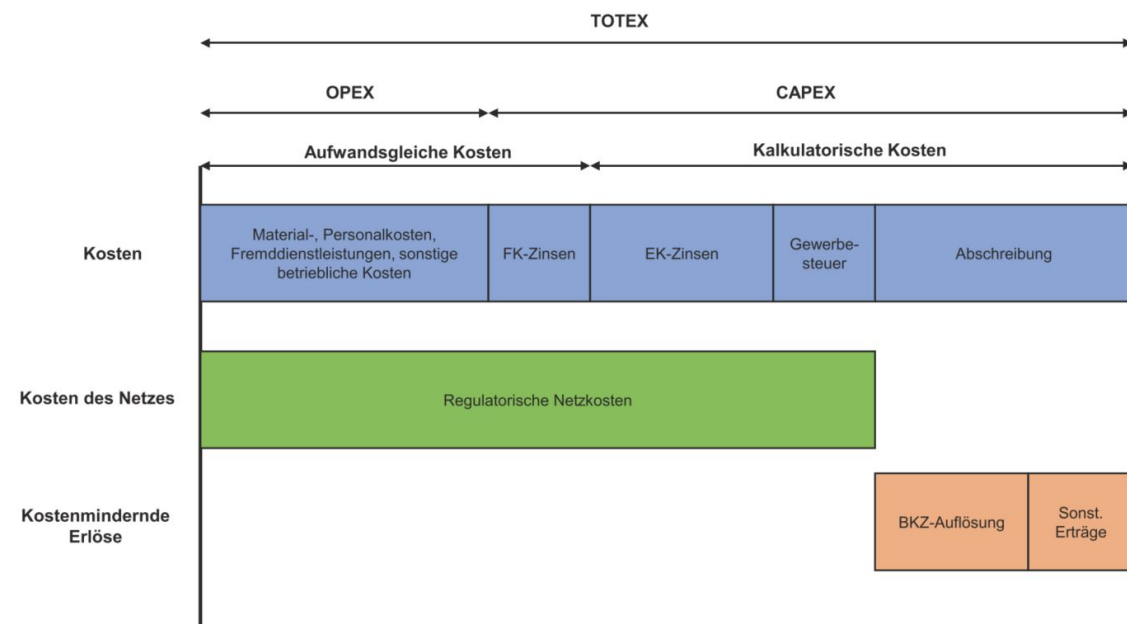 TOTEX
OPEX
CAPEX
Aufwandsgleiche Kosten
Kalkulatorische Kosten
Kosten
Material-, Personalkosten,
Fremddienstleistungen, sonstige
betriebliche Kosten
FK-Zinsen
EK-Zinsen
Gewerbe-
steuer
Abschreibung
Kosten des Netzes
Regulatorische Netzkosten
Kostenmindernde
Erlöse
BKZ-Auflösung
Sonst.
Erträge